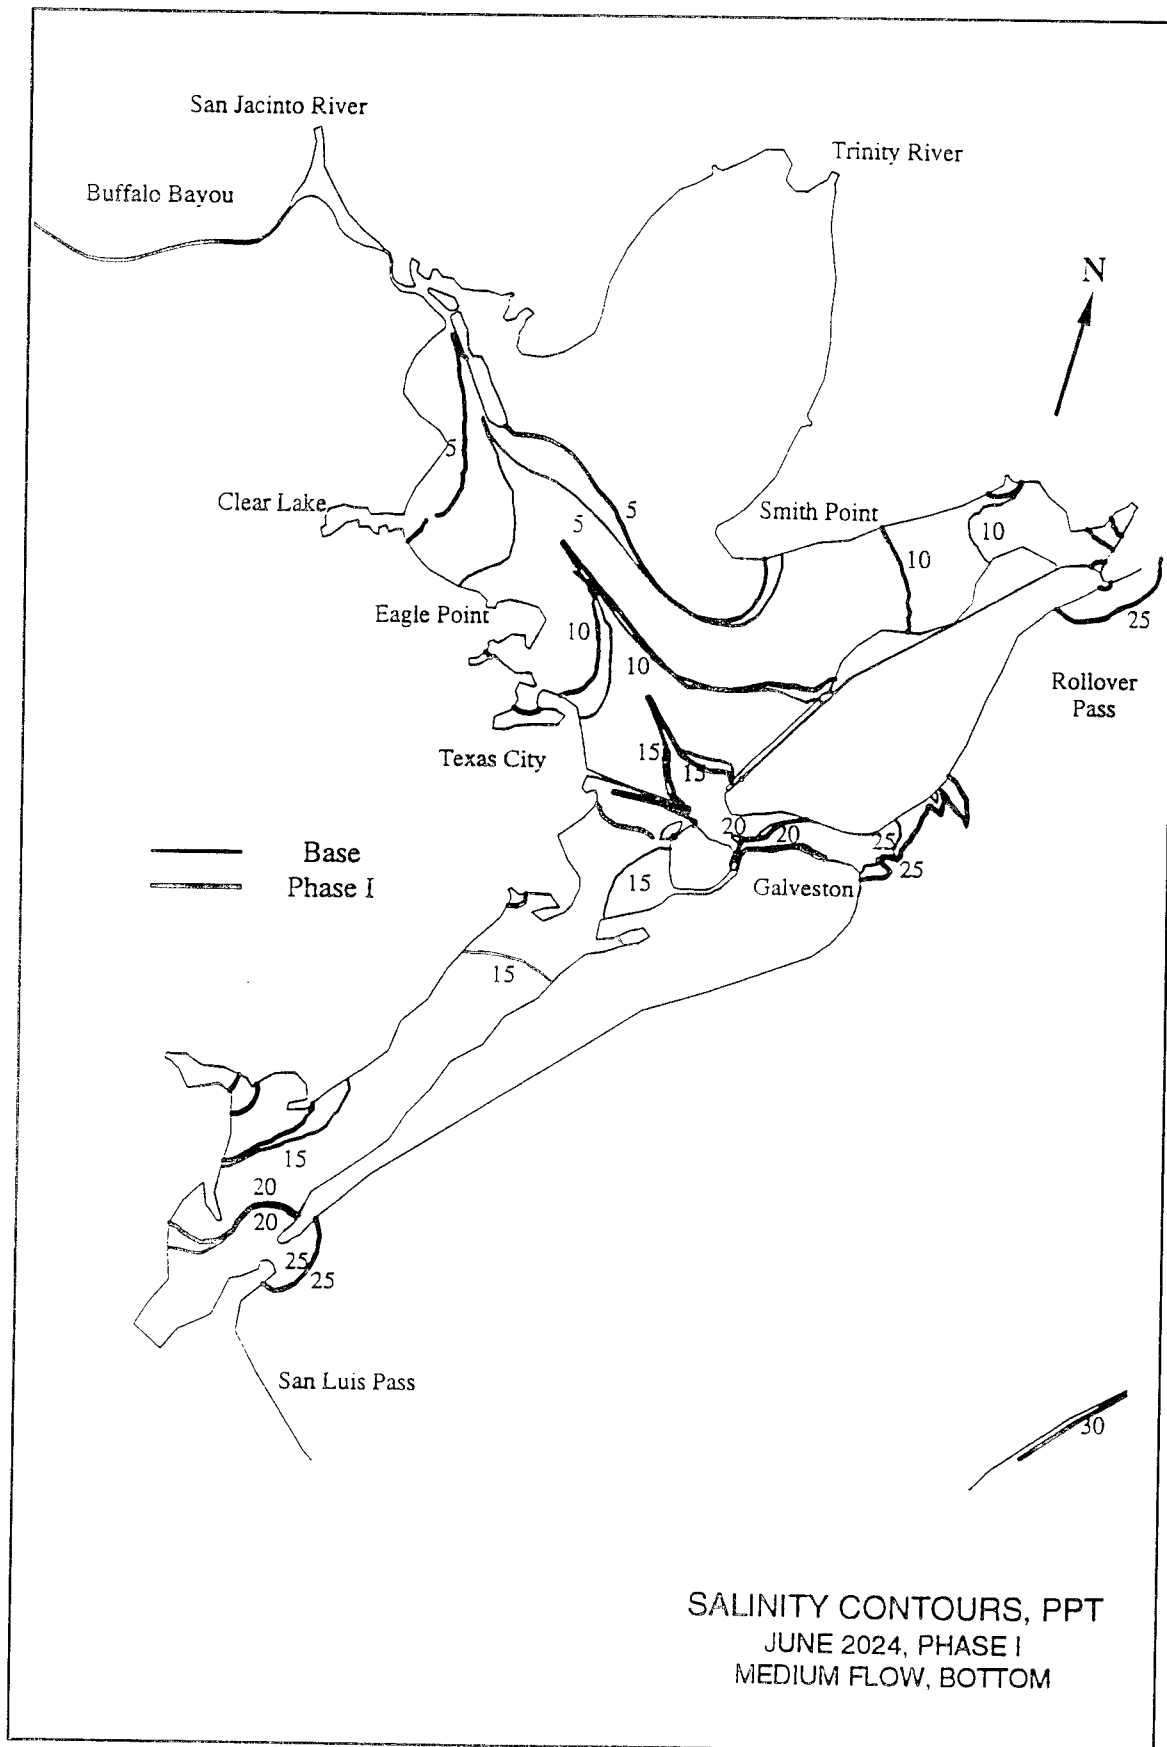 San Jacinto River
Trinity River
Buffalo Bayou
N
5
Clear Lake
5
5
Smith Point
10
10
Eagle Point
10
10
25
Rollover
Pass
Texas City
15
15
20
20
25
25
Base
Phase I
15
Galveston
15
15
20
20
25
25
San Luis Pass
30
SALINITY CONTOURS, PPT
JUNE 2024, PHASE I
MEDIUM FLOW, BOTTOM